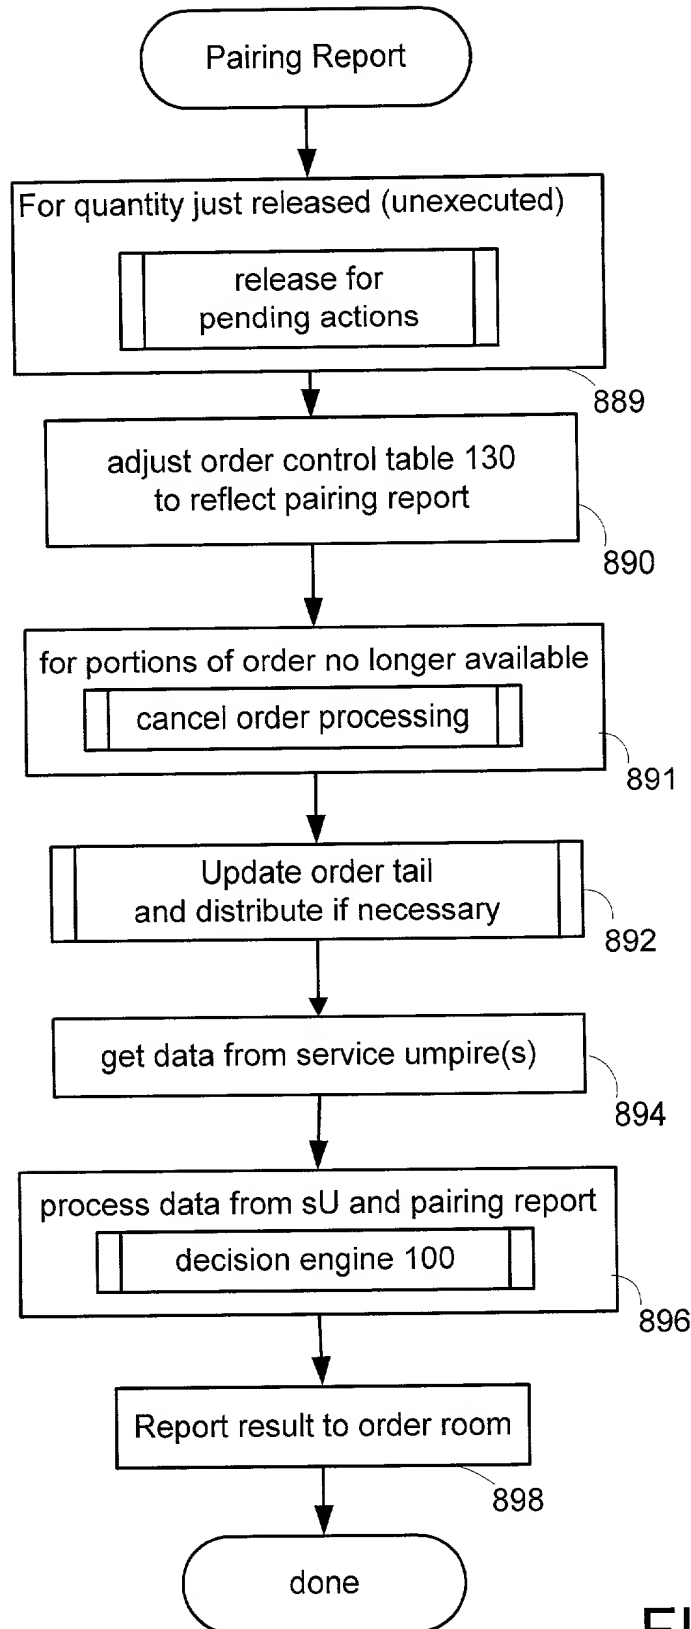 Pairing Report
For quantity just released (unexecuted)
release for
pending actions
889
adjust order control table 130
to reflect pairing report
890
for portions of order no longer available
cancel order processing
891
Update order tail
and distribute if necessary
892
get data from service umpire(s)
894
process data from sU and pairing report
decision engine 100
896
Report result to order room
898
done